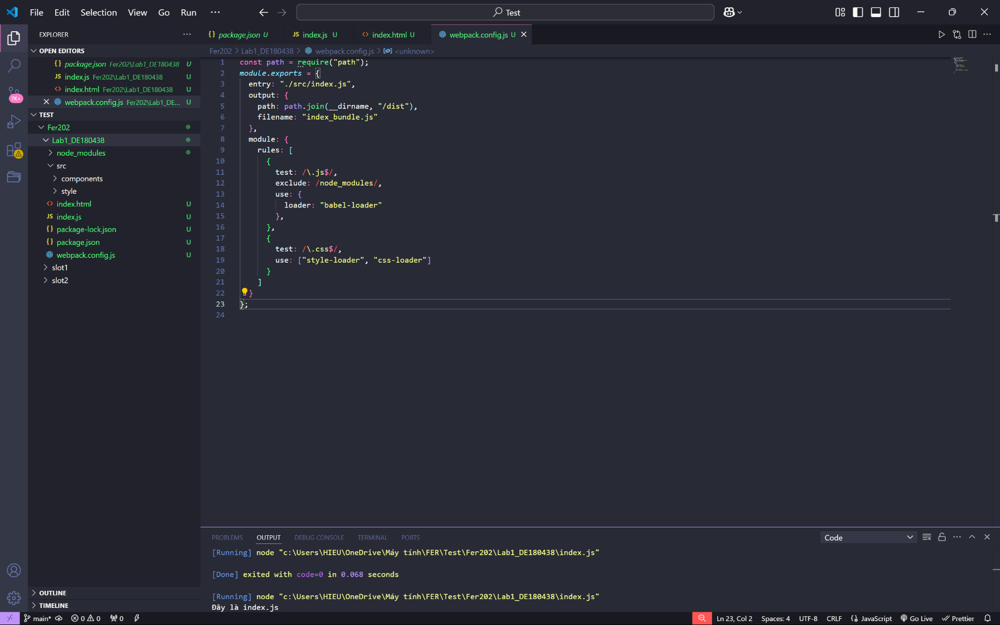 File Edit Selection View Go Run ··· Test
EXPLORER ···
OPEN EDITORS
{} package.json Fer202\Lab1_DE180438 U
JS index.js Fer202\Lab1_DE180438 U
<> index.html Fer202\Lab1_DE180438 U
webpack.config.js Fer202\Lab1_DE... U
TEST
Fer202
Lab1_DE180438
node_modules
src
components
style
<> index.html U
JS index.js U
{} package-lock.json U
{} package.json U
webpack.config.js U
slot1
slot2
OUTLINE
TIMELINE
7K+
{} package.json U JS index.js U <> index.html U webpack.config.js U
Fer202 > Lab1_DE180438 > webpack.config.js > <unknown>
1 const path = require("path");
2 module.exports = {
3 entry: "./src/index.js",
4 output: {
5 path: path.join(__dirname, "/dist"),
6 filename: "index_bundle.js"
7 },
8 module: {
9 rules: [
10 {
11 test: /\.js$/,
12 exclude: /node_modules/,
13 use: {
14 loader: "babel-loader"
15 },
16 },
17 {
18 test: /\.css$/,
19 use: ["style-loader", "css-loader"]
20 }
21 ]
22 }
23 };
24
PROBLEMS OUTPUT DEBUG CONSOLE TERMINAL PORTS Code
[Running] node "c:\Users\HIEU\OneDrive\Máy tính\FER\Test\Fer202\Lab1_DE180438\index.js"
[Done] exited with code=0 in 0.068 seconds
[Running] node "c:\Users\HIEU\OneDrive\Máy tính\FER\Test\Fer202\Lab1_DE180438\index.js"
Đây là index.js
main* 0 0 0 Ln 23, Col 2 Spaces: 4 UTF-8 CRLF {} JavaScript Go Live Prettier